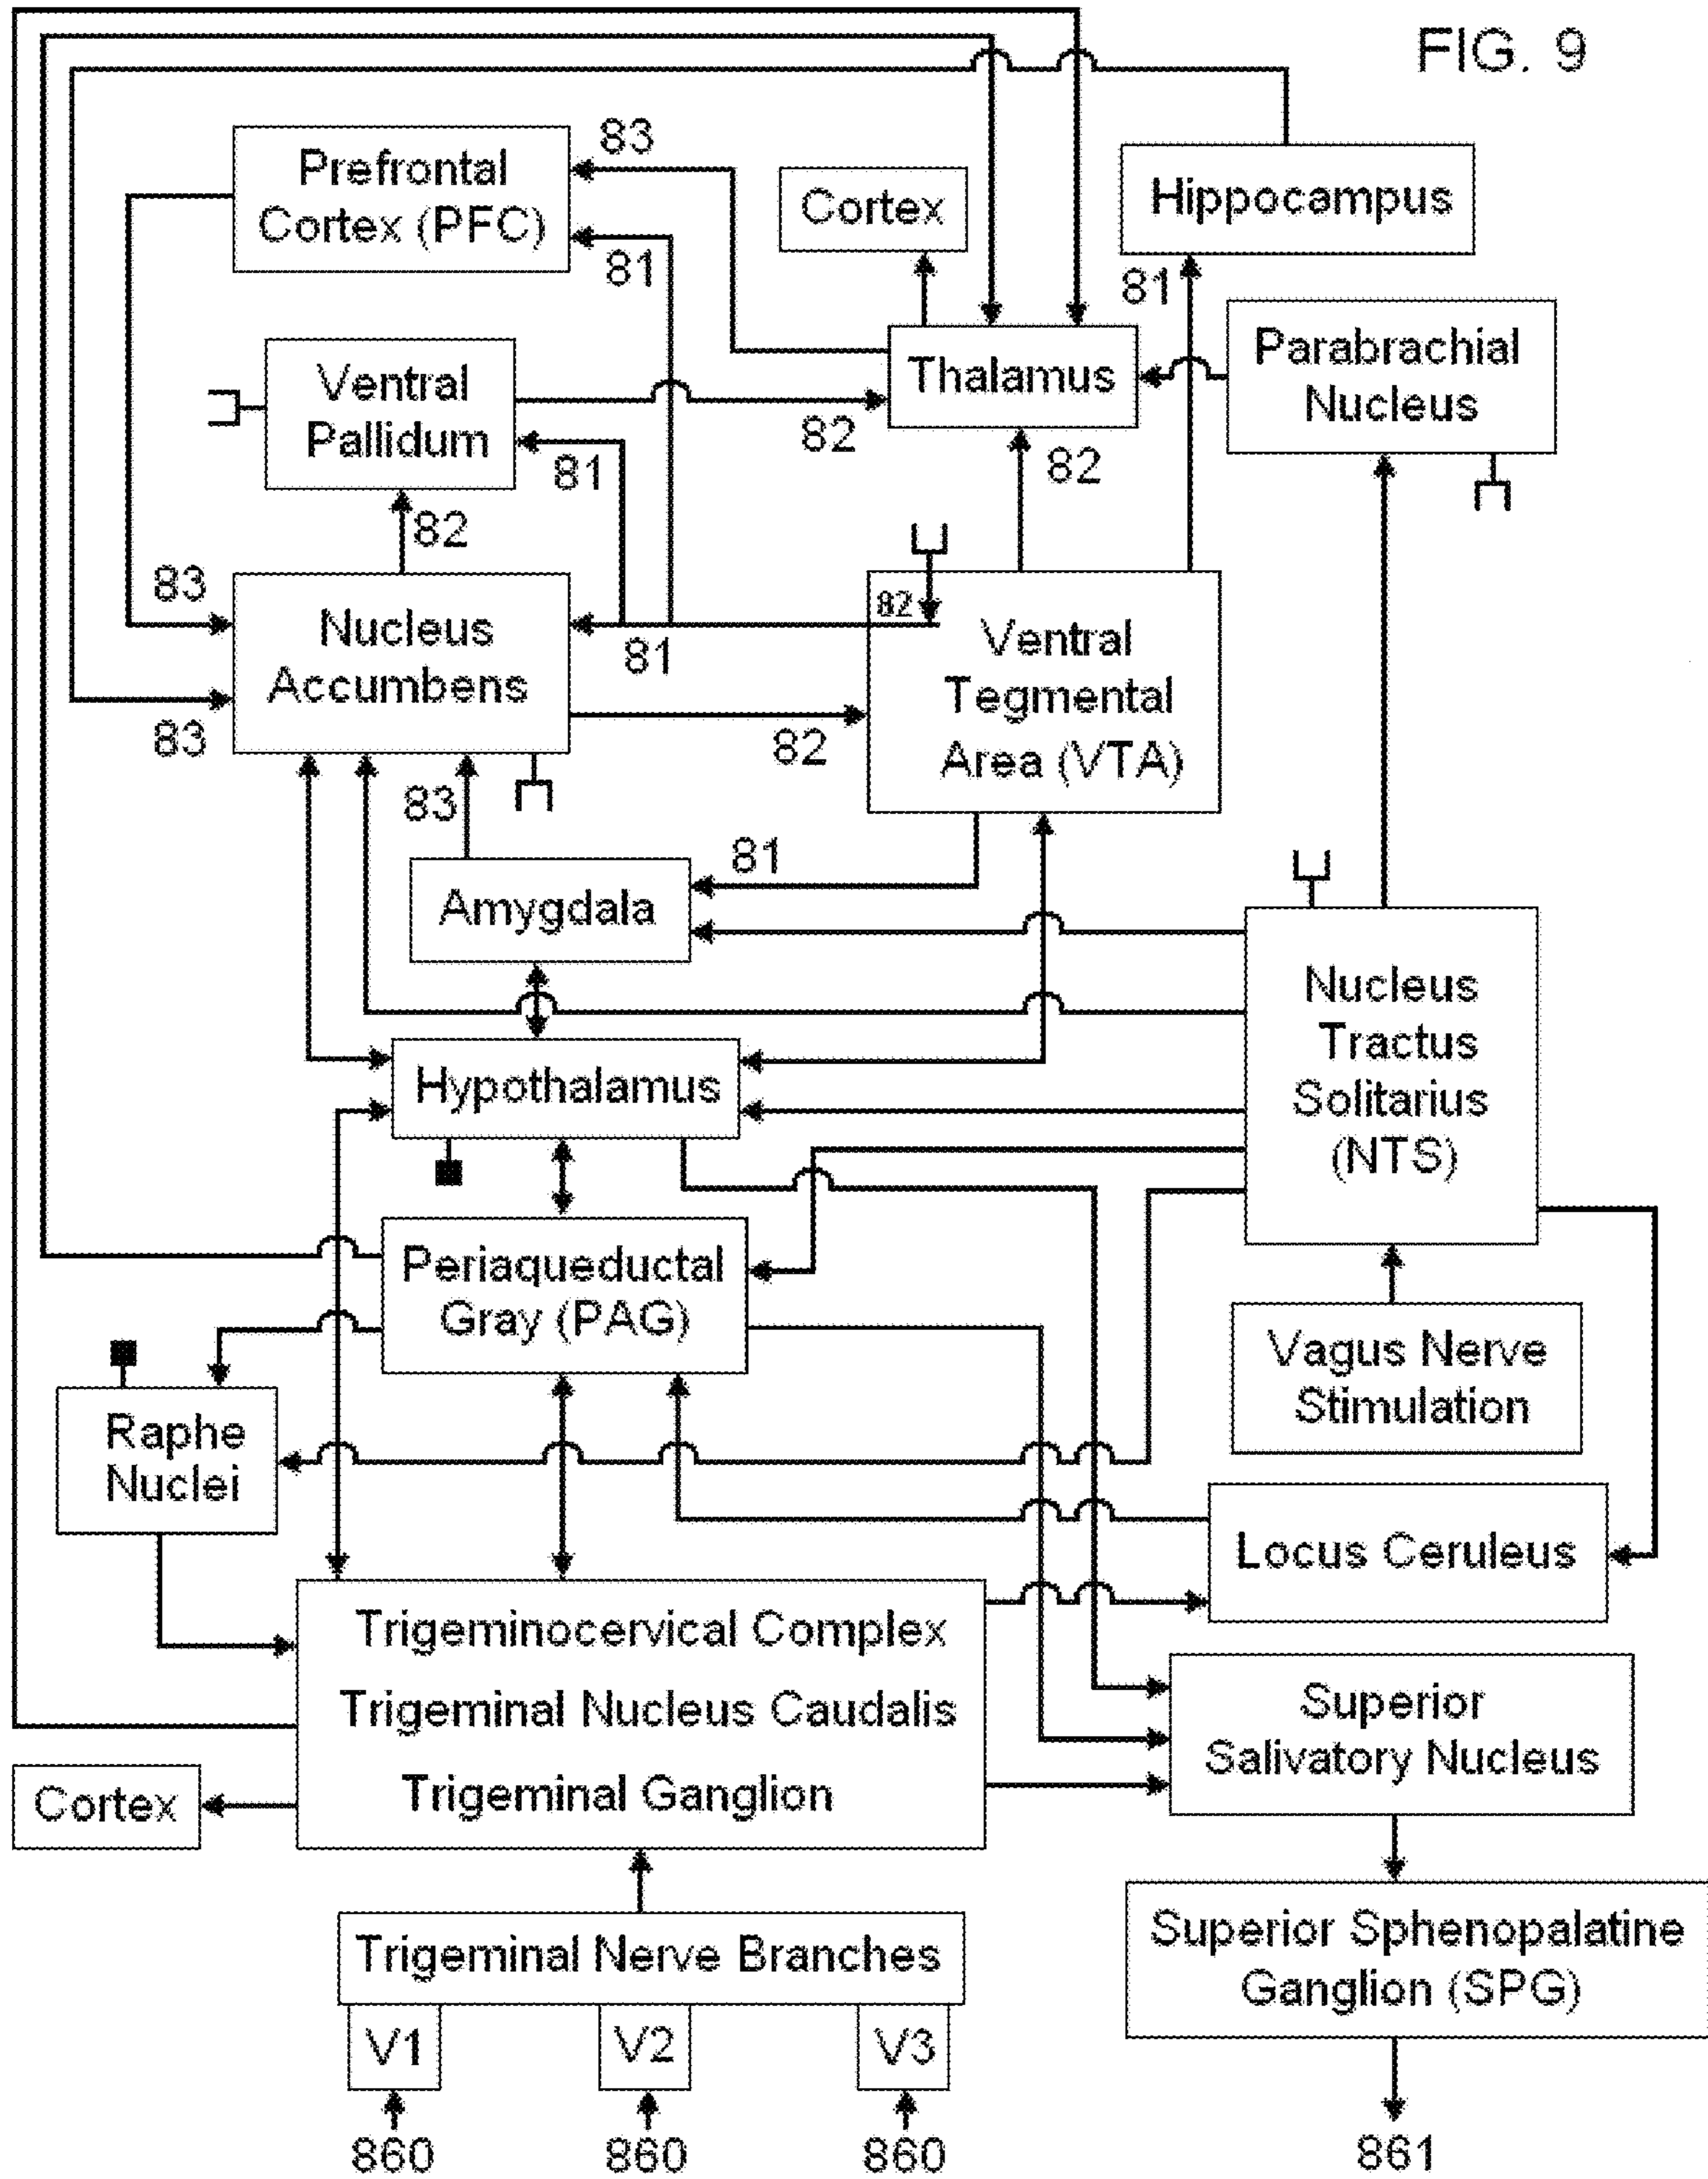 FIG. 9
Prefrontal
Cortex (PFC)
83
81
Cortex
Hippocampus
81
Ventral
Pallidum
81
82
Thalamus
82
82
Parabrachial
Nucleus
83
Nucleus
Accumbens
83
81
82
82
Ventral
Tegmental
Area (VTA)
83
81
Amygdala
Nucleus
Tractus
Solitarius
(NTS)
Hypothalamus
Periaqueductal
Gray (PAG)
Vagus Nerve
Stimulation
Raphe
Nuclei
Locus Ceruleus
Trigeminocervical Complex
Trigeminal Nucleus Caudalis
Trigeminal Ganglion
Superior
Salivatory Nucleus
Cortex
Trigeminal Nerve Branches
V1
V2
V3
860
860
860
Superior Sphenopalatine
Ganglion (SPG)
861